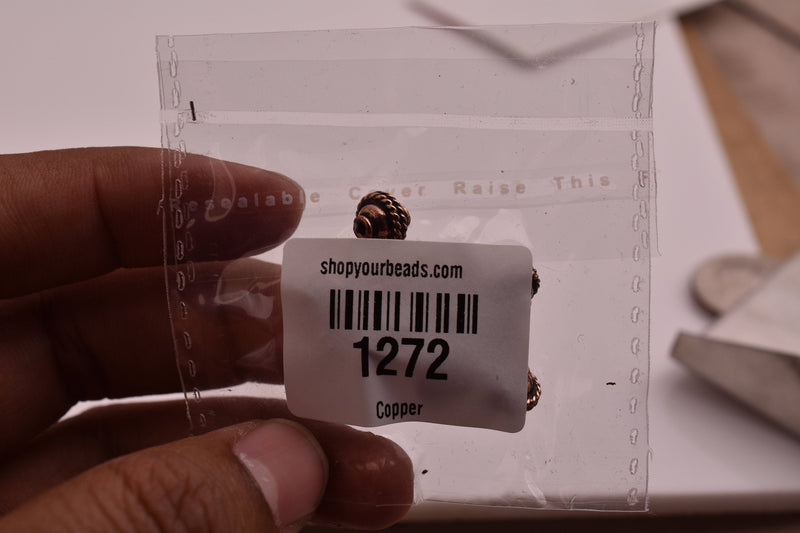 Resealable Cover Raise This F
shopyourbeads.com
1272
Copper